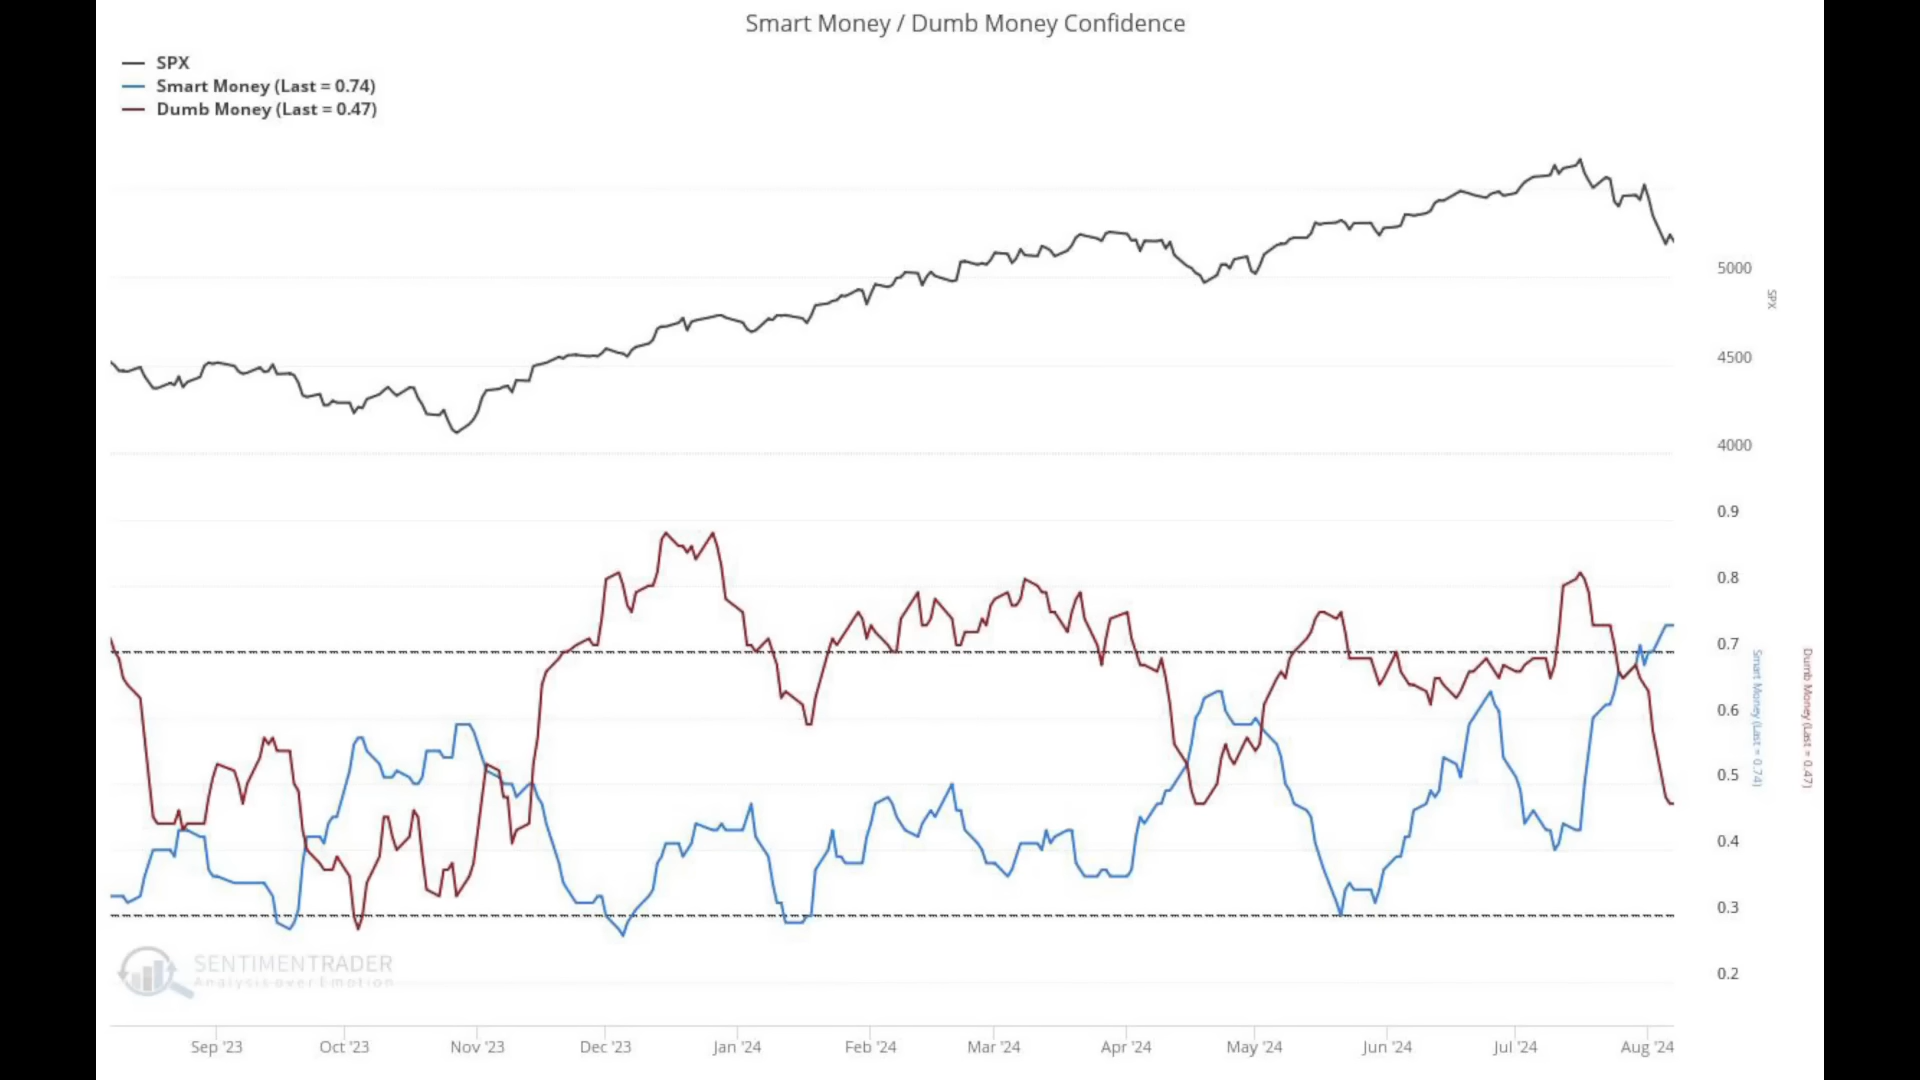 Smart Money / Dumb Money Confidence
SPX
Smart Money (Last = 0.74)
Dumb Money (Last = 0.47)
5000
SPX
4500
4000
0.9
0.8
0.7
0.6
0.5
0.4
0.3
0.2
Smart Money (Last = 0.74)
Dumb Money (Last = 0.47)
SENTIMENTRADER
Analysis over Emotion
Sep '23
Oct '23
Nov '23
Dec '23
Jan '24
Feb '24
Mar '24
Apr '24
May '24
Jun '24
Jul '24
Aug '24